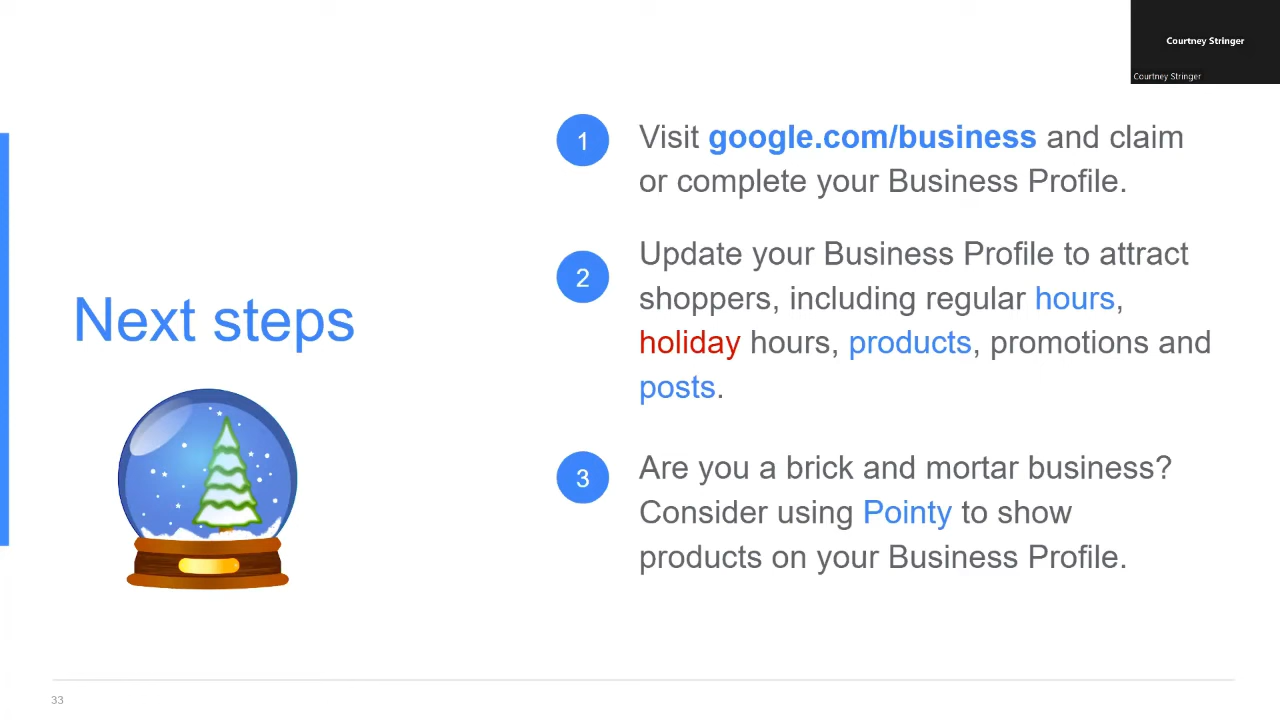 Courtney Stringer
Courtney Stringer
1
Visit google.com/business and claim
or complete your Business Profile.
2
Update your Business Profile to attract
shoppers, including regular hours,
holiday hours, products, promotions and
posts.
Next steps
3
Are you a brick and mortar business?
Consider using Pointy to show
products on your Business Profile.
33